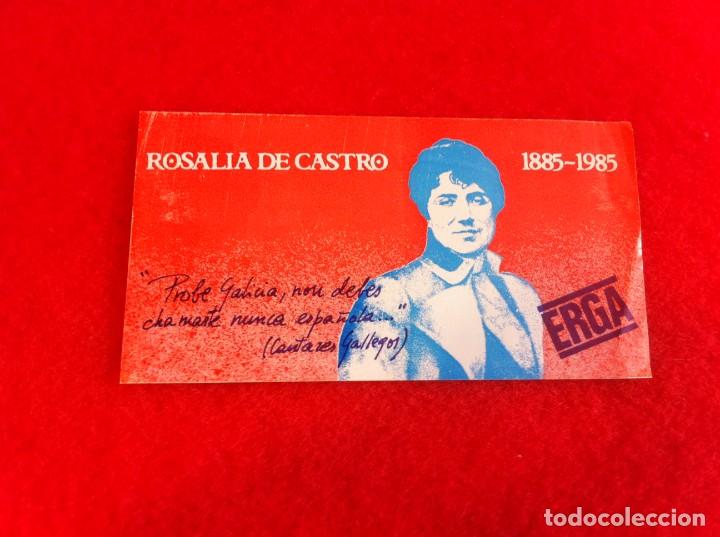 ROSALIA DE CASTRO 1885~1985
"Probe Galicia, non debes
chamarte nunca española..."
(Cantares Gallegos)
ERGA
todocoleccion